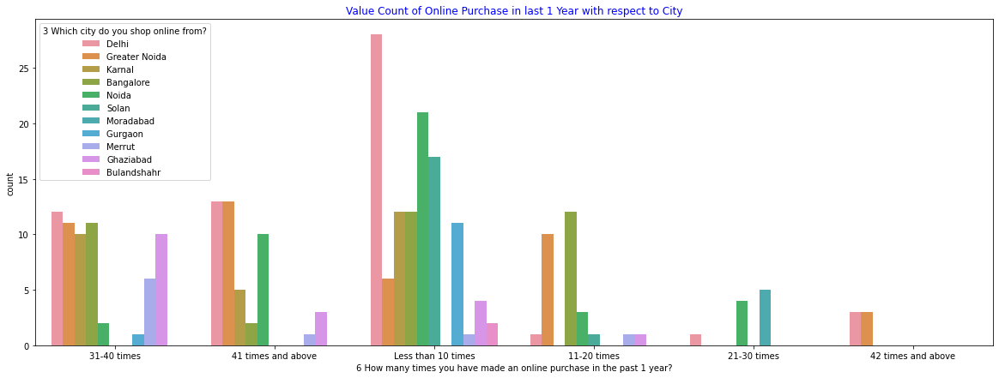 Value Count of Online Purchase in last 1 Year with respect to City
3 Which city do you shop online from?
Delhi
Greater Noida
Karnal
Bangalore
Noida
Solan
Moradabad
Gurgaon
Merrut
Ghaziabad
Bulandshahr
count
25
20
15
10
5
0
31-40 times
41 times and above
Less than 10 times
11-20 times
21-30 times
42 times and above
6 How many times you have made an online purchase in the past 1 year?